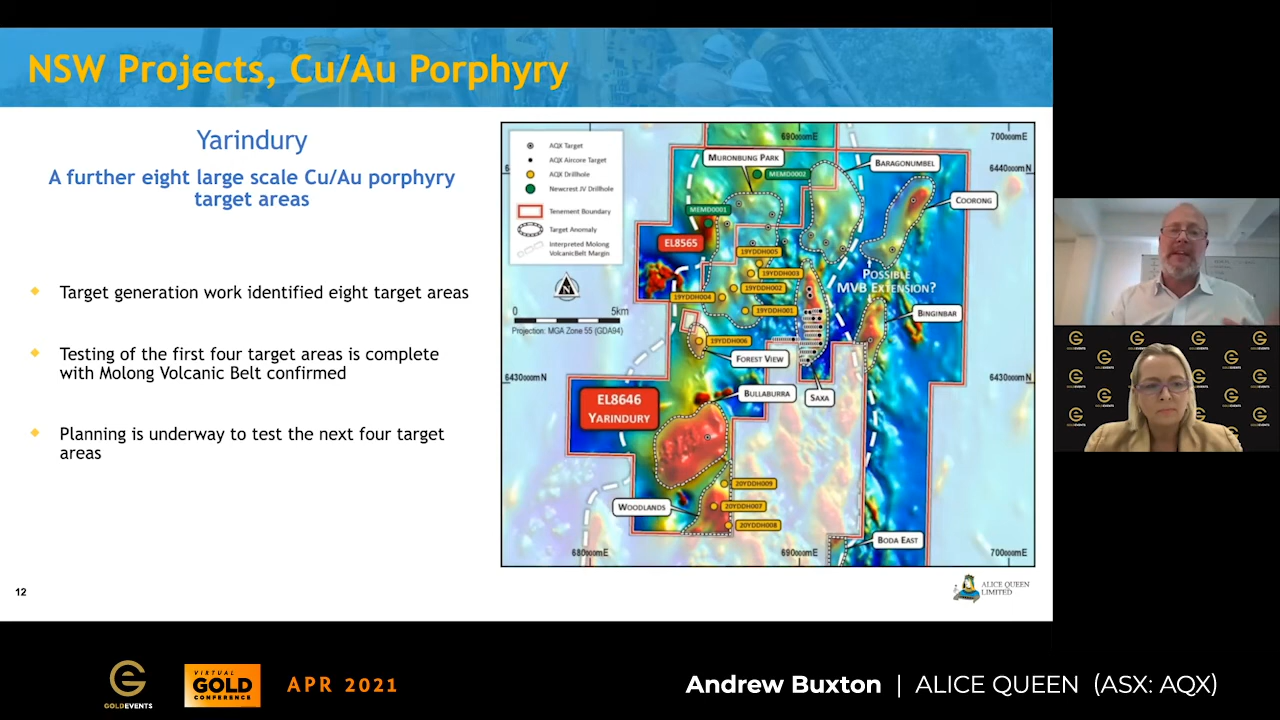 NSW Projects, Cu/Au Porphyry
Yarindury
A further eight large scale Cu/Au porphyry
target areas
Target generation work identified eight target areas
Testing of the first four target areas is complete
with Molong Volcanic Belt confirmed
Planning is underway to test the next four target
areas
12
AQX Target
AQX Aircore Target
AQX Drillhole
Newcrest JV Drillhole
Tenement Boundary
Target Anomaly
Interpreted Molong
VolcanicBelt Margin
N
0 5km
Projection: MGA Zone 55 (GDA94)
690000mE
700000mE
6440000mN
MURONBUNG PARK
BARAGONUMBEL
MEMD0002
COORONG
MEMD0001
EL8565
19YDDH005
19YDDH003
POSSIBLE
MVB EXTENSION?
19YDDH002
19YDDH004
19YDDH001
BINGINBAR
19YDDH006
FOREST VIEW
6430000mN
6430000mN
EL8646
YARINDURY
BULLABURRA
SAXA
20YDDH009
WOODLANDS
20YDDH007
20YDDH008
BODA EAST
680000mE
690000mE
700000mE
ALICE QUEEN
LIMITED
GOLDEVENTS
VIRTUAL
GOLD
CONFERENCE
APR 2021
Andrew Buxton | ALICE QUEEN (ASX: AQX)